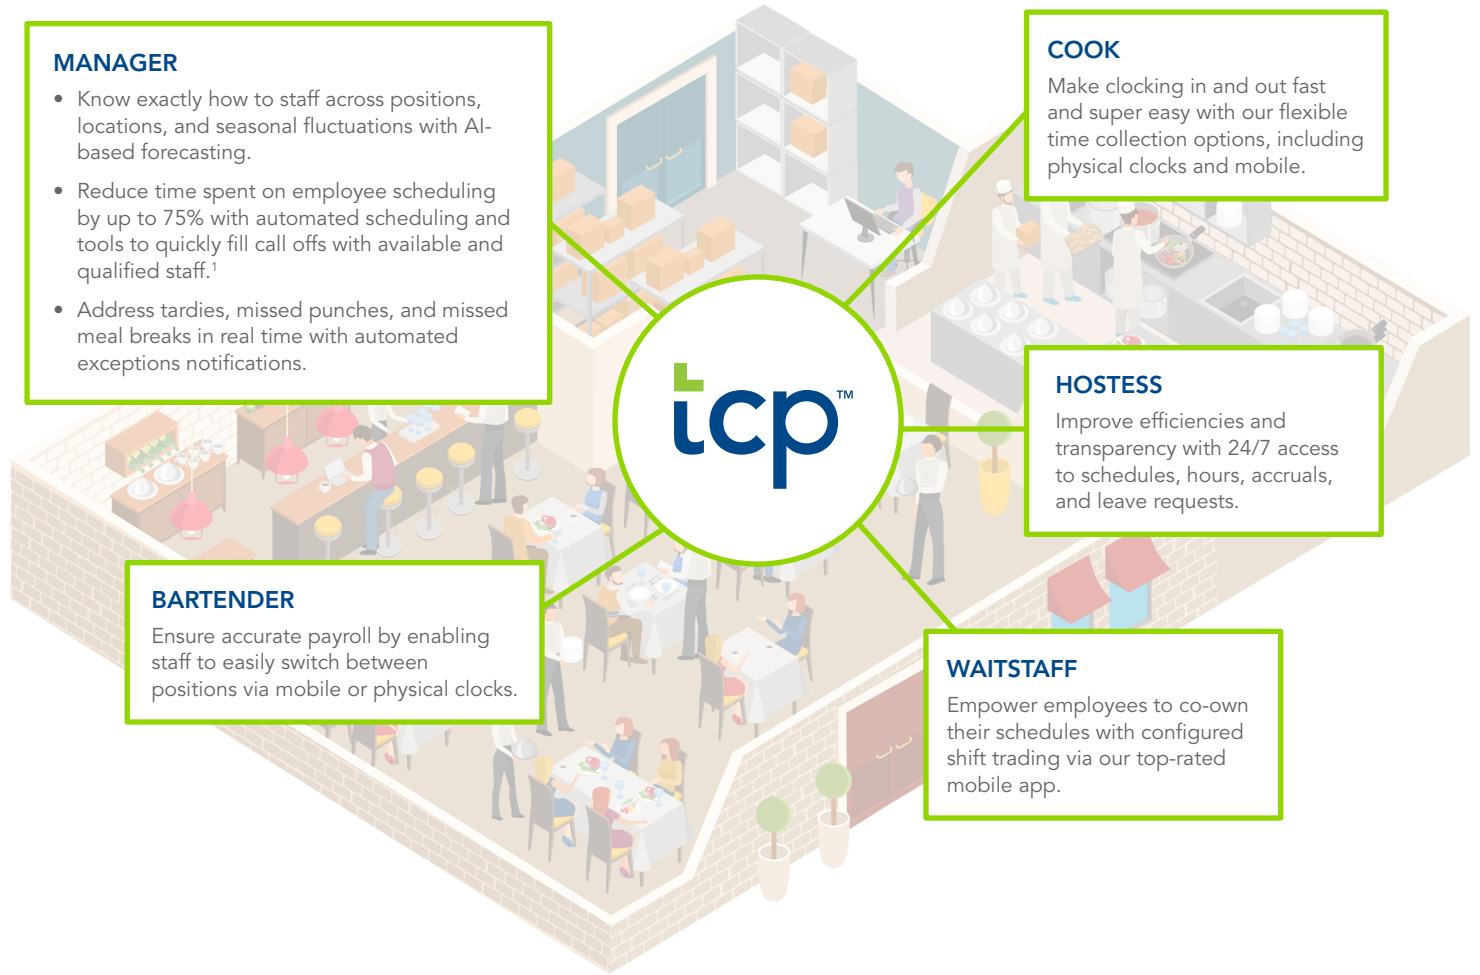 MANAGER
• Know exactly how to staff across positions,
locations, and seasonal fluctuations with AI-
based forecasting.
• Reduce time spent on employee scheduling
by up to 75% with automated scheduling and
tools to quickly fill call offs with available and
qualified staff.¹
• Address tardies, missed punches, and missed
meal breaks in real time with automated
exceptions notifications.
COOK
Make clocking in and out fast
and super easy with our flexible
time collection options, including
physical clocks and mobile.
tcp™
HOSTESS
Improve efficiencies and
transparency with 24/7 access
to schedules, hours, accruals,
and leave requests.
BARTENDER
Ensure accurate payroll by enabling
staff to easily switch between
positions via mobile or physical clocks.
WAITSTAFF
Empower employees to co-own
their schedules with configured
shift trading via our top-rated
mobile app.